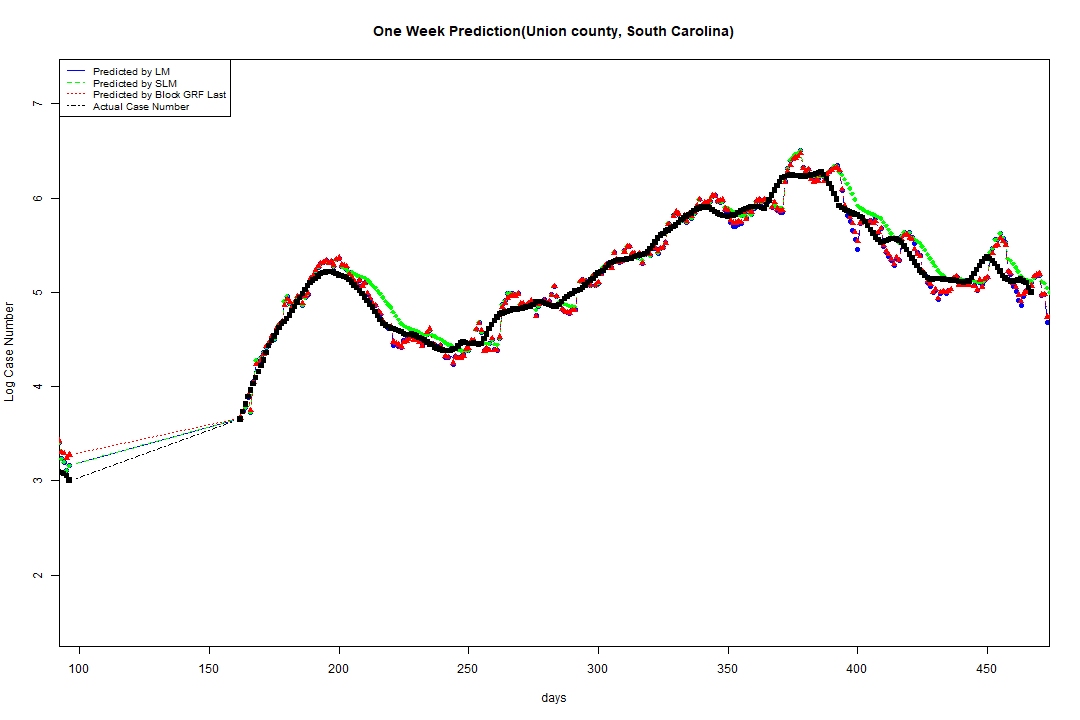 One Week Prediction(Union county, South Carolina)
Predicted by LM
Predicted by SLM
Predicted by Block GRF Last
Actual Case Number
7
6
5
4
3
2
Log Case Number
100 150 200 250 300 350 400 450
days